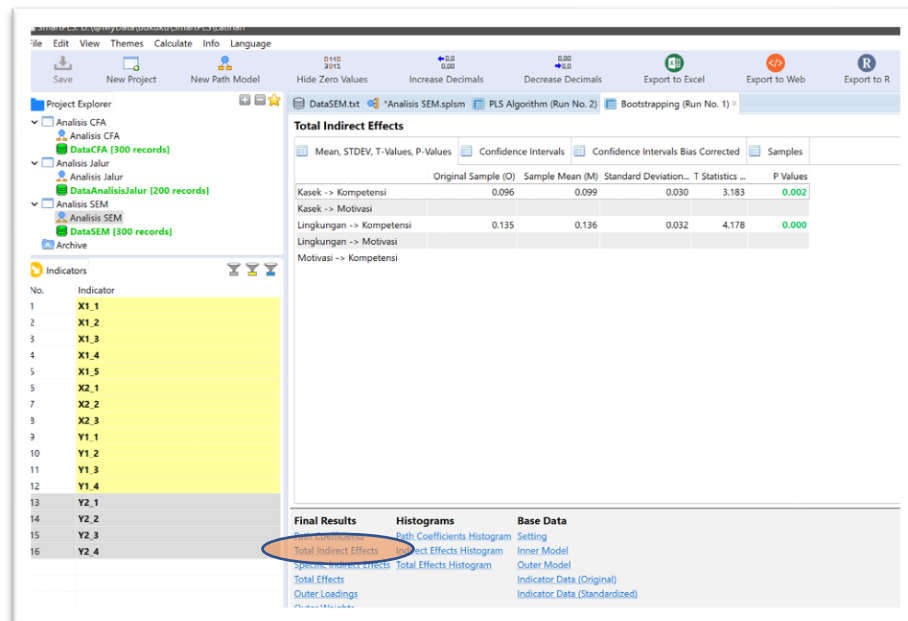 SmartPLS: D:\@MyData\bukuku\SmartPLS\Latihan
File Edit View Themes Calculate Info Language
Save New Project New Path Model Hide Zero Values Increase Decimals Decrease Decimals Export to Excel Export to Web Export to R
Project Explorer
Analisis CFA
Analisis CFA
DataCFA [300 records]
Analisis Jalur
Analisis Jalur
DataAnalisisJalur [200 records]
Analisis SEM
Analisis SEM
DataSEM [300 records]
Archive
Indicators
No. Indicator
1 X1_1
2 X1_2
3 X1_3
4 X1_4
5 X1_5
6 X2_1
7 X2_2
8 X2_3
9 Y1_1
10 Y1_2
11 Y1_3
12 Y1_4
13 Y2_1
14 Y2_2
15 Y2_3
16 Y2_4
DataSEM.txt *Analisis SEM.splsm PLS Algorithm (Run No. 2) Bootstrapping (Run No. 1)
Total Indirect Effects
Mean, STDEV, T-Values, P-Values Confidence Intervals Confidence Intervals Bias Corrected Samples
Original Sample (O) Sample Mean (M) Standard Deviation... T Statistics ... P Values
Kasek -> Kompetensi 0.096 0.099 0.030 3.183 0.002
Kasek -> Motivasi
Lingkungan -> Kompetensi 0.135 0.136 0.032 4.178 0.000
Lingkungan -> Motivasi
Motivasi -> Kompetensi
Final Results Histograms Base Data
Path Coefficients Path Coefficients Histogram Setting
Total Indirect Effects Indirect Effects Histogram Inner Model
Specific Indirect Effects Total Effects Histogram Outer Model
Total Effects Indicator Data (Original)
Outer Loadings Indicator Data (Standardized)
Outer Weights